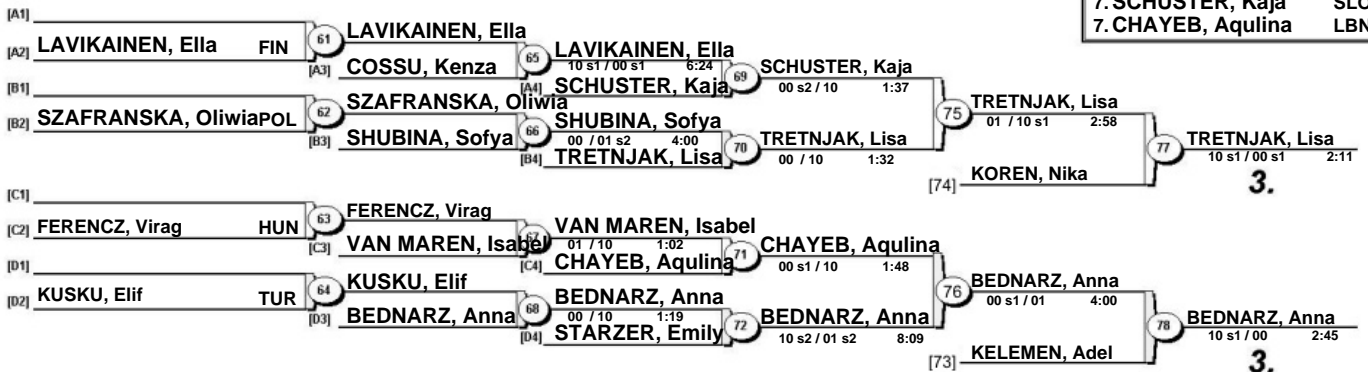 7. SCHUSTER, Kaja SLO
7. CHAYEB, Aqulina LBN
[A1]
[A2] LAVIKAINEN, Ella FIN
61
LAVIKAINEN, Ella
[A3] COSSU, Kenza
65
LAVIKAINEN, Ella
10 s1 / 00 s1 6:24
[A4] SCHUSTER, Kaja
69
SCHUSTER, Kaja
00 s2 / 10 1:37
[B1]
[B2] SZAFRANSKA, Oliwia POL
62
SZAFRANSKA, Oliwia
[B3] SHUBINA, Sofya
66
SHUBINA, Sofya
00 / 01 s2 4:00
[B4] TRETNJAK, Lisa
70
TRETNJAK, Lisa
00 / 10 1:32
75
TRETNJAK, Lisa
01 / 10 s1 2:58
[74] KOREN, Nika
77
TRETNJAK, Lisa
10 s1 / 00 s1 2:11
3.
[C1]
[C2] FERENCZ, Virag HUN
63
FERENCZ, Virag
[C3] VAN MAREN, Isabel
67
VAN MAREN, Isabel
01 / 10 1:02
[C4] CHAYEB, Aqulina
71
CHAYEB, Aqulina
00 s1 / 10 1:48
[D1]
[D2] KUSKU, Elif TUR
64
KUSKU, Elif
[D3] BEDNARZ, Anna
68
BEDNARZ, Anna
00 / 10 1:19
[D4] STARZER, Emily
72
BEDNARZ, Anna
10 s2 / 01 s2 8:09
76
BEDNARZ, Anna
00 s1 / 01 4:00
[73] KELEMEN, Adel
78
BEDNARZ, Anna
10 s1 / 00 2:45
3.